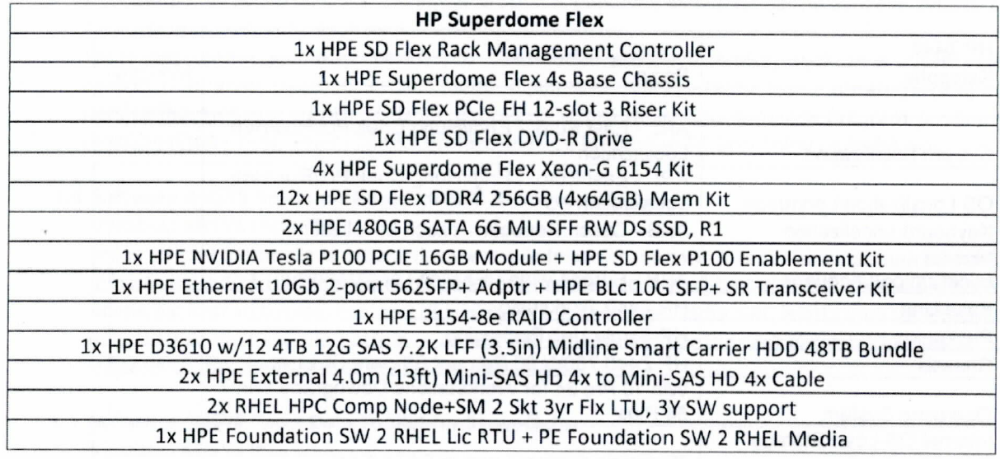 HP Superdome Flex
1x HPE SD Flex Rack Management Controller
1x HPE Superdome Flex 4s Base Chassis
1x HPE SD Flex PCIe FH 12-slot 3 Riser Kit
1x HPE SD Flex DVD-R Drive
4x HPE Superdome Flex Xeon-G 6154 Kit
12x HPE SD Flex DDR4 256GB (4x64GB) Mem Kit
2x HPE 480GB SATA 6G MU SFF RW DS SSD, R1
1x HPE NVIDIA Tesla P100 PCIE 16GB Module + HPE SD Flex P100 Enablement Kit
1x HPE Ethernet 10Gb 2-port 562SFP+ Adptr + HPE BLc 10G SFP+ SR Transceiver Kit
1x HPE 3154-8e RAID Controller
1x HPE D3610 w/12 4TB 12G SAS 7.2K LFF (3.5in) Midline Smart Carrier HDD 48TB Bundle
2x HPE External 4.0m (13ft) Mini-SAS HD 4x to Mini-SAS HD 4x Cable
2x RHEL HPC Comp Node+SM 2 Skt 3yr Flx LTU, 3Y SW support
1x HPE Foundation SW 2 RHEL Lic RTU + PE Foundation SW 2 RHEL Media